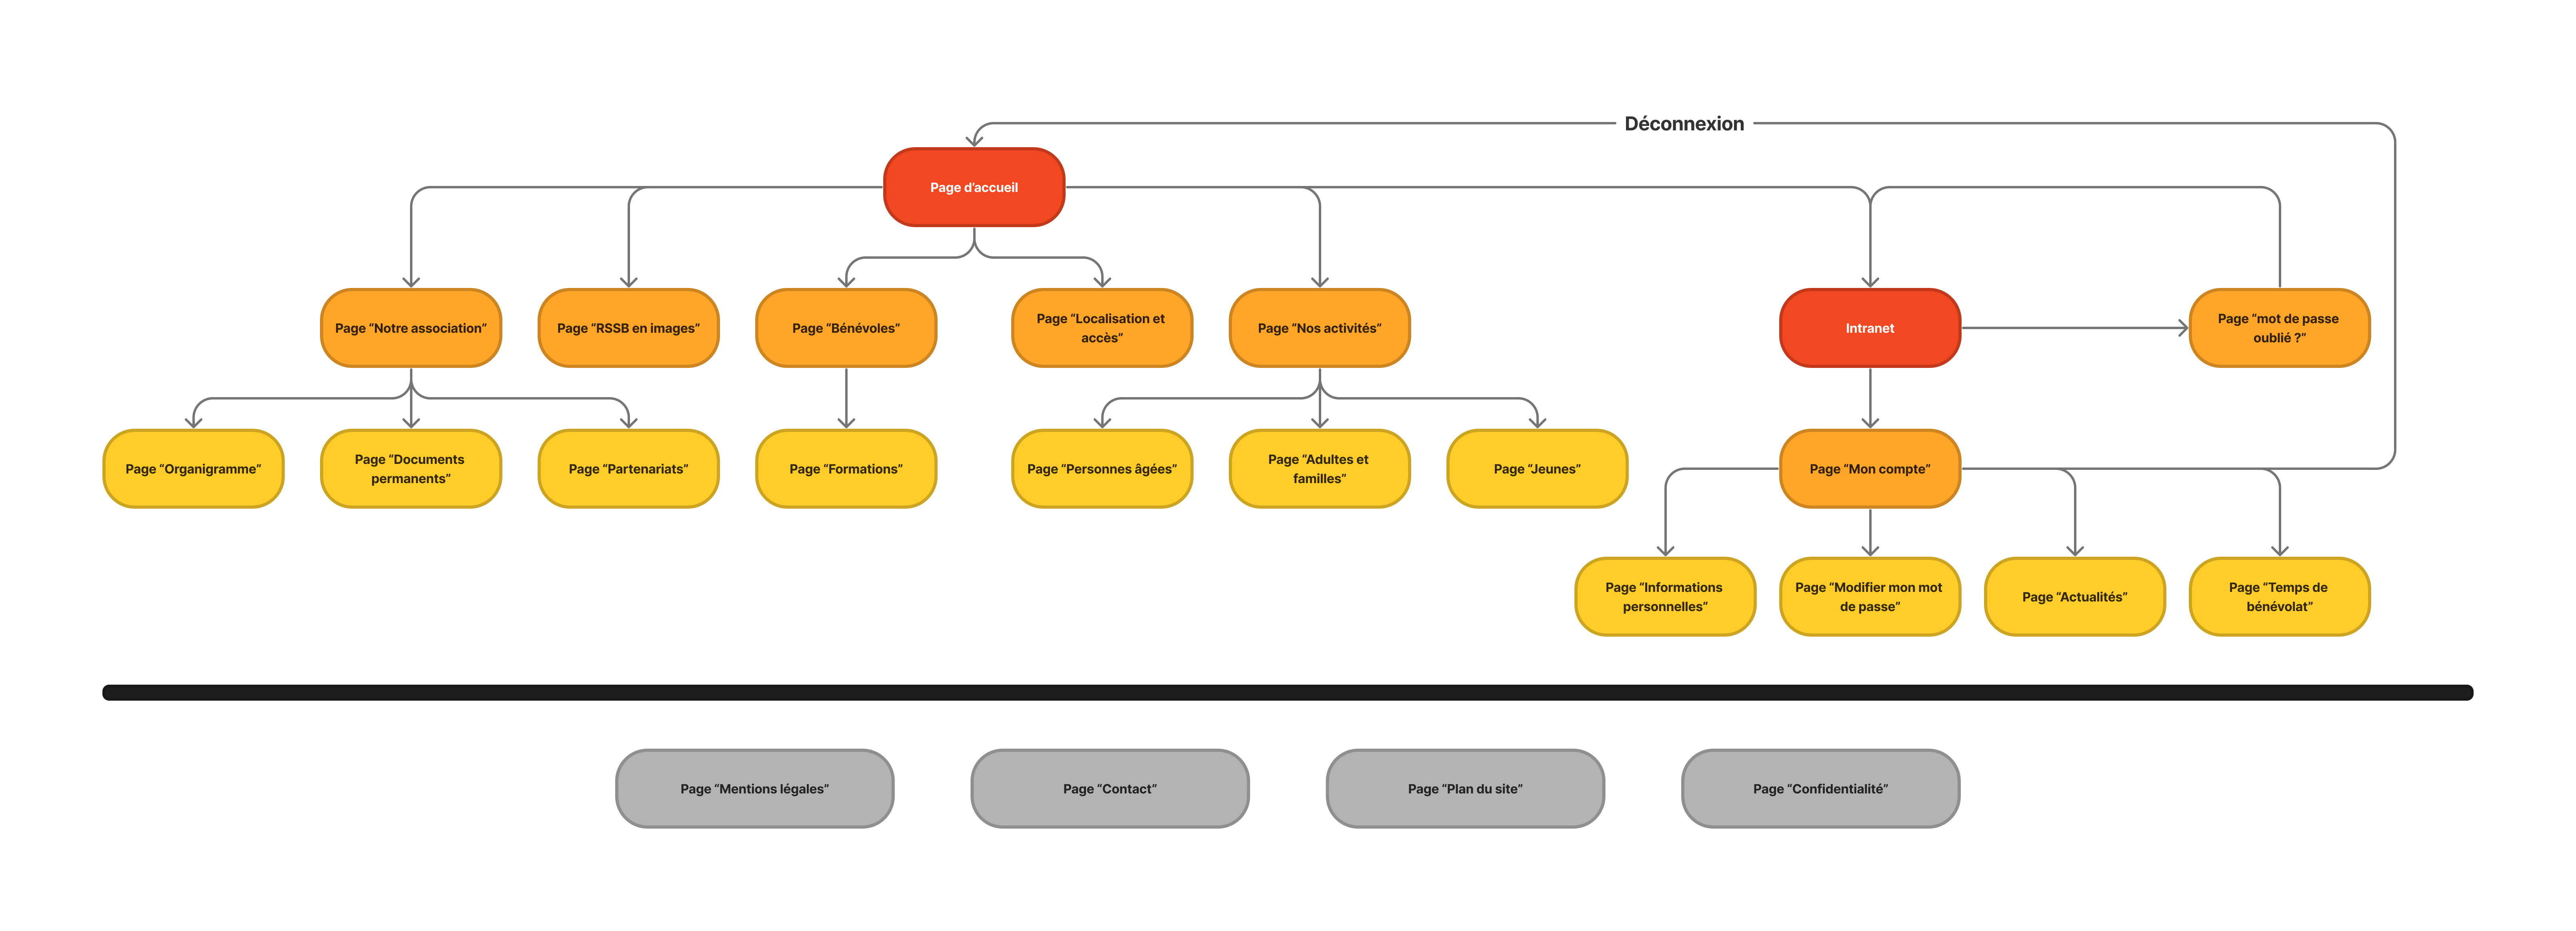 Déconnexion
Page d’accueil
Page “Notre association”
Page “RSSB en images”
Page “Bénévoles”
Page “Localisation et
accès”
Page “Nos activités”
Intranet
Page “mot de passe
oublié ?”
Page “Organigramme”
Page “Documents
permanents”
Page “Partenariats”
Page “Formations”
Page “Personnes âgées”
Page “Adultes et
familles”
Page “Jeunes”
Page “Mon compte”
Page “Informations
personnelles”
Page “Modifier mon mot
de passe”
Page “Actualités”
Page “Temps de
bénévolat”
Page “Mentions légales”
Page “Contact”
Page “Plan du site”
Page “Confidentialité”